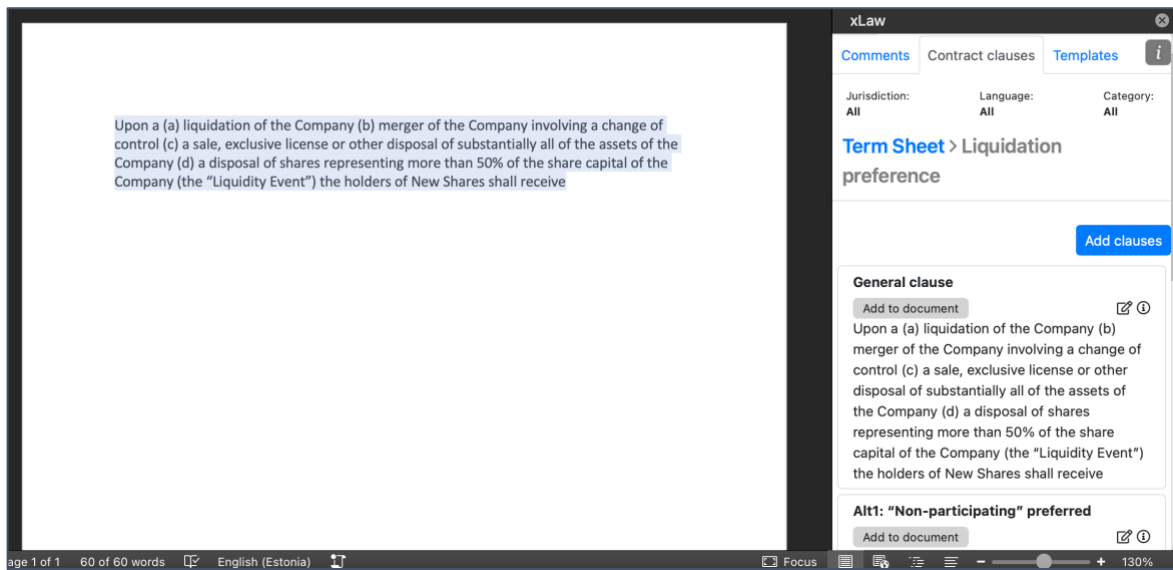 xLaw
Comments
Contract clauses
Templates
i
Jurisdiction:
All
Language:
All
Category:
All
Term Sheet > Liquidation
preference
Add clauses
Upon a (a) liquidation of the Company (b) merger of the Company involving a change of
control (c) a sale, exclusive license or other disposal of substantially all of the assets of the
Company (d) a disposal of shares representing more than 50% of the share capital of the
Company (the “Liquidity Event”) the holders of New Shares shall receive
General clause
Add to document
Upon a (a) liquidation of the Company (b)
merger of the Company involving a change of
control (c) a sale, exclusive license or other
disposal of substantially all of the assets of
the Company (d) a disposal of shares
representing more than 50% of the share
capital of the Company (the “Liquidity Event”)
the holders of New Shares shall receive
Alt1: “Non-participating” preferred
Add to document
age 1 of 1
60 of 60 words
English (Estonia)
Focus
130%